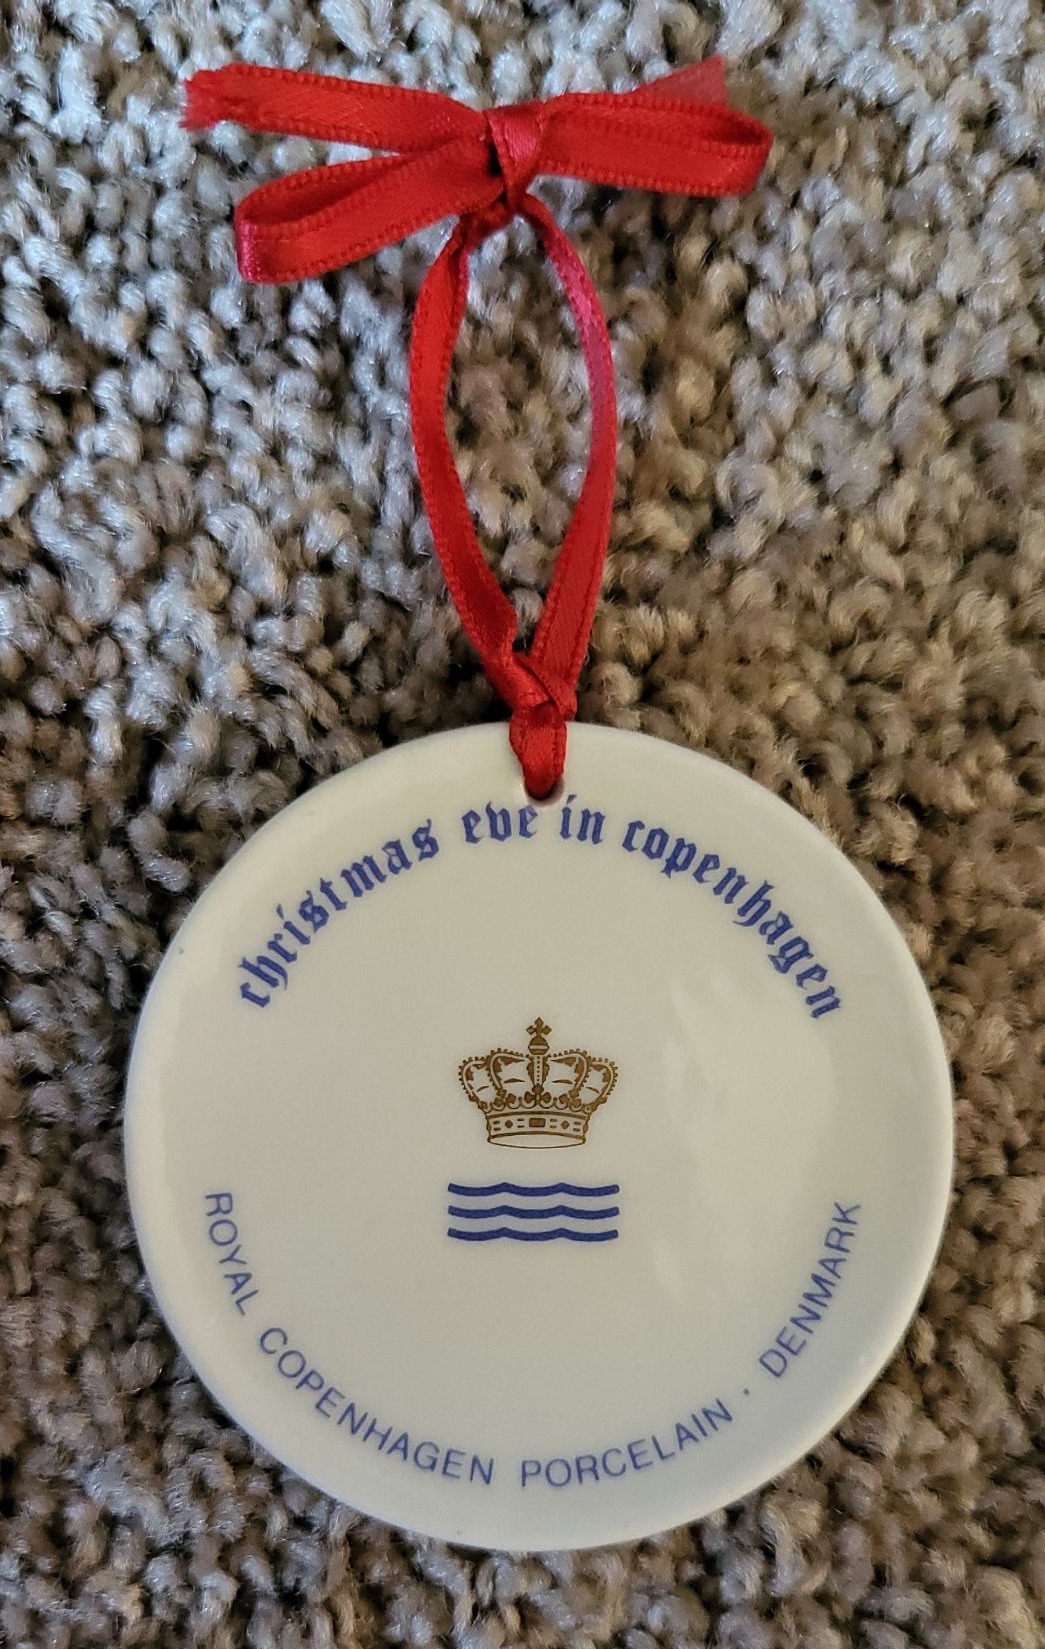 christmas eve in copenhagen
ROYAL COPENHAGEN PORCELAIN · DENMARK